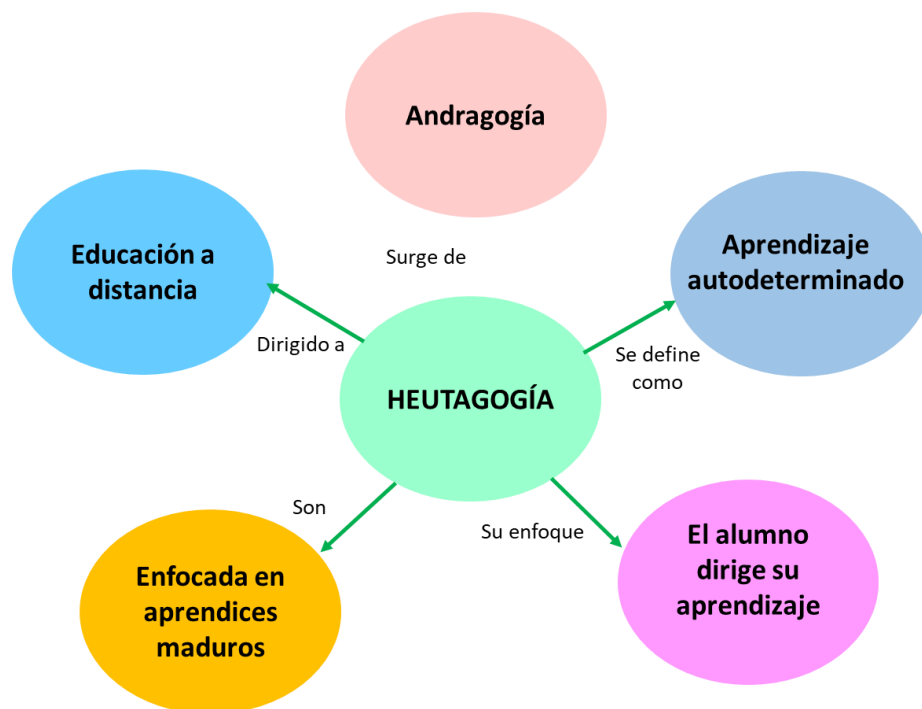 Andragogía
Educación a
distancia
Surge de
Aprendizaje
autodeterminado
Dirigido a
Se define
como
HEUTAGOGÍA
Son
Su enfoque
Enfocada en
aprendices
maduros
El alumno
dirige su
aprendizaje